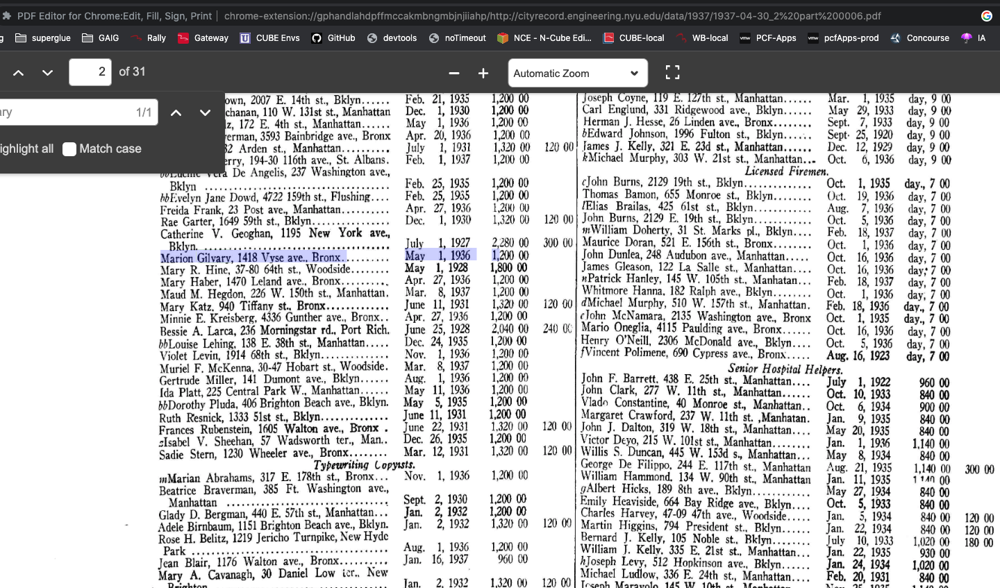 PDF Editor for Chrome:Edit, Fill, Sign, Print | chrome-extension://gphandlahdpffmccakmbngmbjnjiiahp/http://cityrecord.engineering.nyu.edu/data/1937/1937-04-30_2%20part%200006.pdf
g superglue GAIG Rally Gateway CUBE Envs GitHub devtools noTimeout NCE - N-Cube Edi... CUBE-local WB-local PCF-Apps pcfApps-prod Concourse IA
2 of 31 Automatic Zoom
ary 1/1
ighlight all Match case
own, 2007 E. 14th st., Bklyn...... Feb. 21, 1935 1,200 00
chanan, 110 W. 131st st., Manhattan Dec. 1, 1930 1,200 00
lz, 172 E. 4th st., Manhattan...... May 1, 1936 1,200 00
verman, 3593 Bainbridge ave., Bronx Apr. 20, 1936 1,200 00
32 Arden st., Manhattan.......... July 1, 1931 1,320 00 120 00
erry, 194-30 116th ave., St. Albans. Feb. 1, 1937 1,200 00
bbLucille Vera De Angelis, 237 Washington ave.,
Bklyn .................................. Feb. 25, 1935 1,200 00
bbEvelyn Jane Dowd, 4722 159th st., Flushing.... Feb. 25, 1935 1,200 00
Freida Frank, 23 Post ave., Manhattan.......... Apr. 27, 1936 1,200 00
Rae Garter, 1649 59th st., Bklyn................ Dec. 1, 1930 1,320 00 120 00
Catherine V. Geoghan, 1195 New York ave.,
Bklyn. .................................. July 1, 1927 2,280 00 300 00
Marion Gilvary, 1418 Vyse ave., Bronx.......... May 1, 1936 1,200 00
Mary R. Hine, 37-80 64th st., Woodside........ May 1, 1928 1,800 00
Mary Haber, 1470 Leland ave., Bronx.......... Apr. 27, 1936 1,200 00
Maud M. Hegdon, 226 W. 150th st., Manhattan. Mar. 8, 1937 1,200 00
Mary Katz, 940 Tiffany st., Bronx............. June 11, 1931 1,320 00 120 00
Minnie E. Kreisberg, 4336 Gunther ave., Bronx.. Apr. 27, 1936 1,200 00
Bessie A. Larca, 236 Morningstar rd., Port Rich. June 25, 1928 2,040 00 240 00
bbLouise Lehing, 138 E. 38th st., Manhattan..... Dec. 24, 1935 1,200 00
Violet Levin, 1914 68th st., Bklyn.............. Nov. 1, 1936 1,200 00
Muriel F. McKenna, 30-47 Hobart st., Woodside. Mar. 8, 1937 1,200 00
Gertrude Miller, 141 Dumont ave., Bklyn...... Aug. 1, 1936 1,200 00
Ida Platt, 225 Central Park W., Manhattan..... May 11, 1936 1,200 00
bbDorothy Pluda, 406 Brighton Beach ave., Bklyn. May 5, 1935 1,200 00
Ruth Resnick, 1333 51st st., Bklyn.............. June 11, 1931 1,200 00
Frances Rubenstein, 1605 Walton ave., Bronx . June 22, 1931 1,320 00 120 00
zIsabel V. Sheehan, 57 Wadsworth ter., Man.. Dec. 26, 1935 1,200 00
Sadie Stern, 1230 Wheeler ave., Bronx........ Mar. 12, 1931 1,320 00 120 00
Typewriting Copyists.
mMarian Abrahams, 317 E. 178th st., Bronx... Nov. 1, 1936 1,200 00
Beatrice Braverman, 385 Ft. Washington ave.,
Manhattan .............................. Sept. 2, 1930 1,200 00
Glady D. Bergman, 440 E. 57th st., Manhattan... Jan. 2, 1932 1,200 00
Adele Birnbaum, 1151 Brighton Beach ave., Bklyn. Jan. 2, 1932 1,320 00 120 00
Rose H. Belitz, 1219 Jericho Turnpike, New Hyde
Park .................................... Aug. 1, 1936 1,200 00
Jean Blair, 1176 Walton ave., Bronx.......... Jan. 16, 1937 960 00
Mary A. Cavanagh, 30 Daniel Low ter., New
Brighton Jan. 2, 1932 1,320 00 120 00
Joseph Coyne, 119 E. 127th st., Manhattan...... Mar. 1, 1935 day, 9 00
Carl Englund, 331 Ridgewood ave., Bklyn...... May 29, 1933 day, 9 00
Herman J. Hesse, 26 Linden ave., Bronx........ Sept. 7, 1933 day, 9 00
bEdward Johnson, 1996 Fulton st., Bklyn...... Sept. 25, 1920 day, 9 00
James J. Kelly, 321 E. 23d st., Manhattan...... Dec. 12, 1929 day, 9 00
kMichael Murphy, 303 W. 21st st., Manhattan... Oct. 6, 1936 day, 9 00
Licensed Firemen.
cJohn Burns, 2129 19th st., Bklyn............. Oct. 1, 1935 day., 7 00
Thomas Bamon, 655 Monroe st., Bklyn........ Oct. 19, 1936 day, 7 00
lElias Brailas, 425 61st st., Bklyn............. Aug. 7, 1936 day, 7 00
John Burns, 2129 E. 19th st., Bklyn........... Oct. 5, 1936 day, 7 00
mWilliam Doherty, 31 St. Marks pl., Bklyn.... Feb. 18, 1937 day, 7 00
Maurice Doran, 521 E. 156th st., Bronx........ Oct. 1, 1936 day, 7 00
John Dunlea, 248 Audubon ave., Manhattan..... Oct. 16, 1936 day, 7 00
James Gleason, 122 La Salle st., Manhattan.... Oct. 16, 1936 day, 7 00
nPatrick Hanley, 145 W. 105th st., Manhatan... Feb. 18, 1937 day, 7 00
Whitmore Hanna, 182 Ralph ave., Bklyn....... Oct. 1, 1936 day, 7 00
dMichael Murphy, 510 W. 157th st., Manhattan. Feb. 18, 1936 day., 7 00
cJohn McNamara, 2135 Washington ave., Bronx Oct. 1, 1935 day., 7 00
Mario Oneglia, 4115 Paulding ave., Bronx...... Oct. 16, 1936 day, 7 00
Henry O'Neill, 2306 McDonald ave., Bklyn.... Oct. 5, 1936 day, 7 00
fVincent Polimene, 690 Cypress ave., Bronx..... Aug. 16, 1923 day, 7 00
Senior Hospital Helpers.
John F. Barrett, 438 E. 25th st., Manhattan.... July 1, 1922 960 00
John Clark, 277 W. 11th st., Manhattan........ Oct. 10, 1933 840 00
Vlado Constantine, 40 Monroe st., Manhattan.. Oct. 6, 1934 900 00
Margaret Crawford, 237 W. 11th st. ,Manhatan. Jan. 9, 1935 840 00
John J. Dalton, 319 W. 18th st., Manhattan.... May 20, 1935 840 00
Victor Deyo, 215 W. 101st st., Manhattan...... Jan. 1, 1936 1,140 00
Willis S. Duncan, 445 W. 153d s., Manhattan... May 8, 1934 840 00
George De Filippo, 244 E. 117th st., Manhattan Aug. 21, 1935 1,140 00 300 00
William Hammond, 134 W. 90th st., Manhattan Jan. 11, 1935 1 140 00
gAlbert Hicks, 189 8th ave., Bklyn............. May 27, 1934 840 00
Emily Heaviside, 664 Bay Ridge ave., Bklyn.... Oct. 5, 1933 840 00
Charles Harvey, 47-09 47th ave., Woodside..... Jan. 5, 1934 840 00 120 00
Martin Higgins, 794 President st., Bklyn........ Jan. 22, 1934 840 00 120 00
Bernard J. Kelly, 105 Noble st., Bklyn......... July 10, 1933 1,020 00 180 00
William J. Kelly, 335 E. 21st st., Manhattan... Jan. 22, 1935 930 00
hJoseph Levy, 512 Hopkinson ave., Bklyn...... Jan. 24, 1934 1,020 00
Michael Ludlow, 336 E. 24th st., Manhattan.... Feb. 20, 1931 840 00
Joseph Maravolo, 145 W. 10th st., Manhattan